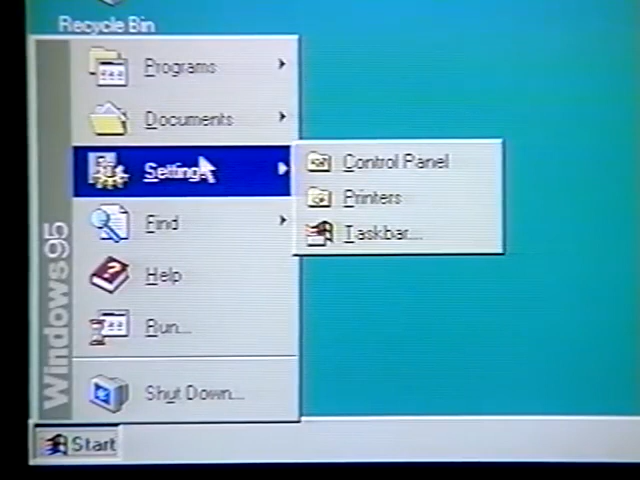 Recycle Bin
Programs
Documents
Settings
Control Panel
Printers
Taskbar...
Find
Help
Run...
Shut Down...
Windows95
Start